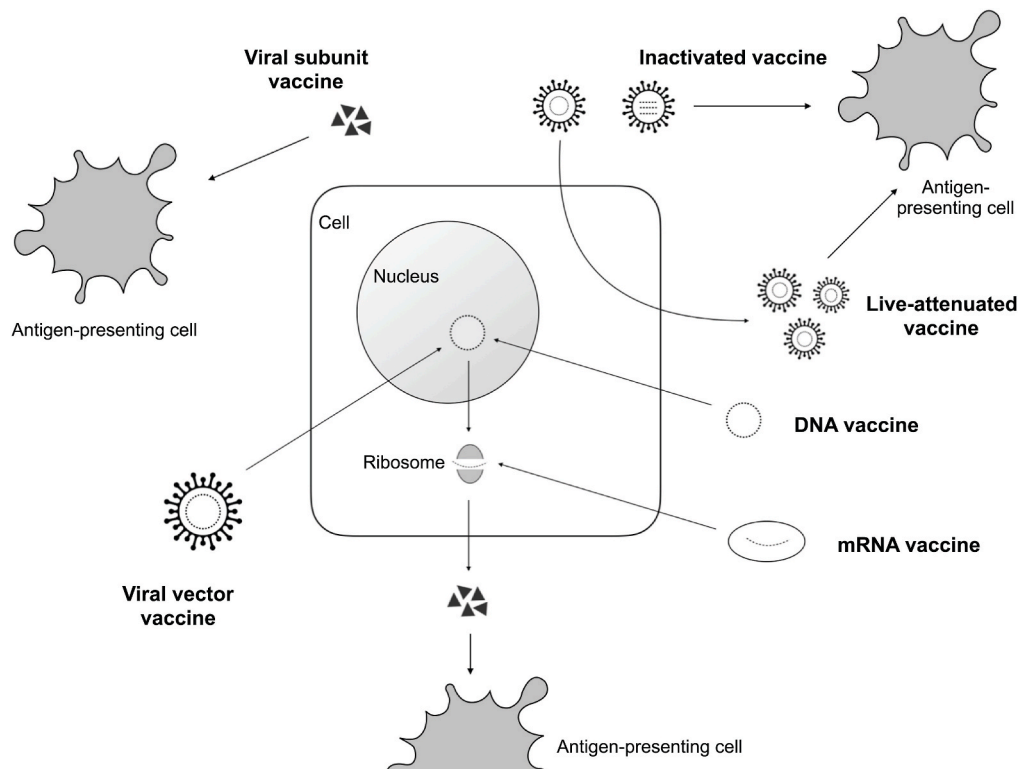 Viral subunit
vaccine
Inactivated vaccine
Antigen-
presenting cell
Cell
Nucleus
Antigen-presenting cell
Live-attenuated
vaccine
DNA vaccine
Ribosome
mRNA vaccine
Viral vector
vaccine
Antigen-presenting cell